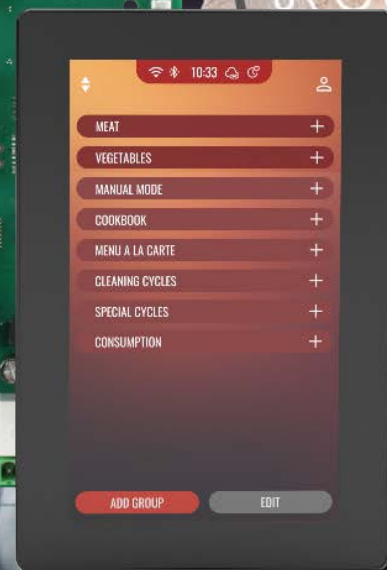 10:33
MEAT
VEGETABLES
MANUAL MODE
COOKBOOK
MENU A LA CARTE
CLEANING CYCLES
SPECIAL CYCLES
CONSUMPTION
ADD GROUP
EDIT